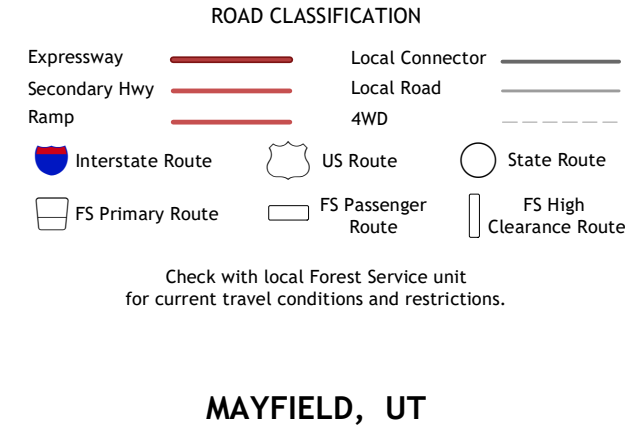 ROAD CLASSIFICATION
Expressway
Local Connector
Secondary Hwy
Local Road
Ramp
4WD
Interstate Route
US Route
State Route
FS Primary Route
FS Passenger
Route
FS High
Clearance Route
Check with local Forest Service unit
for current travel conditions and restrictions.
MAYFIELD, UT